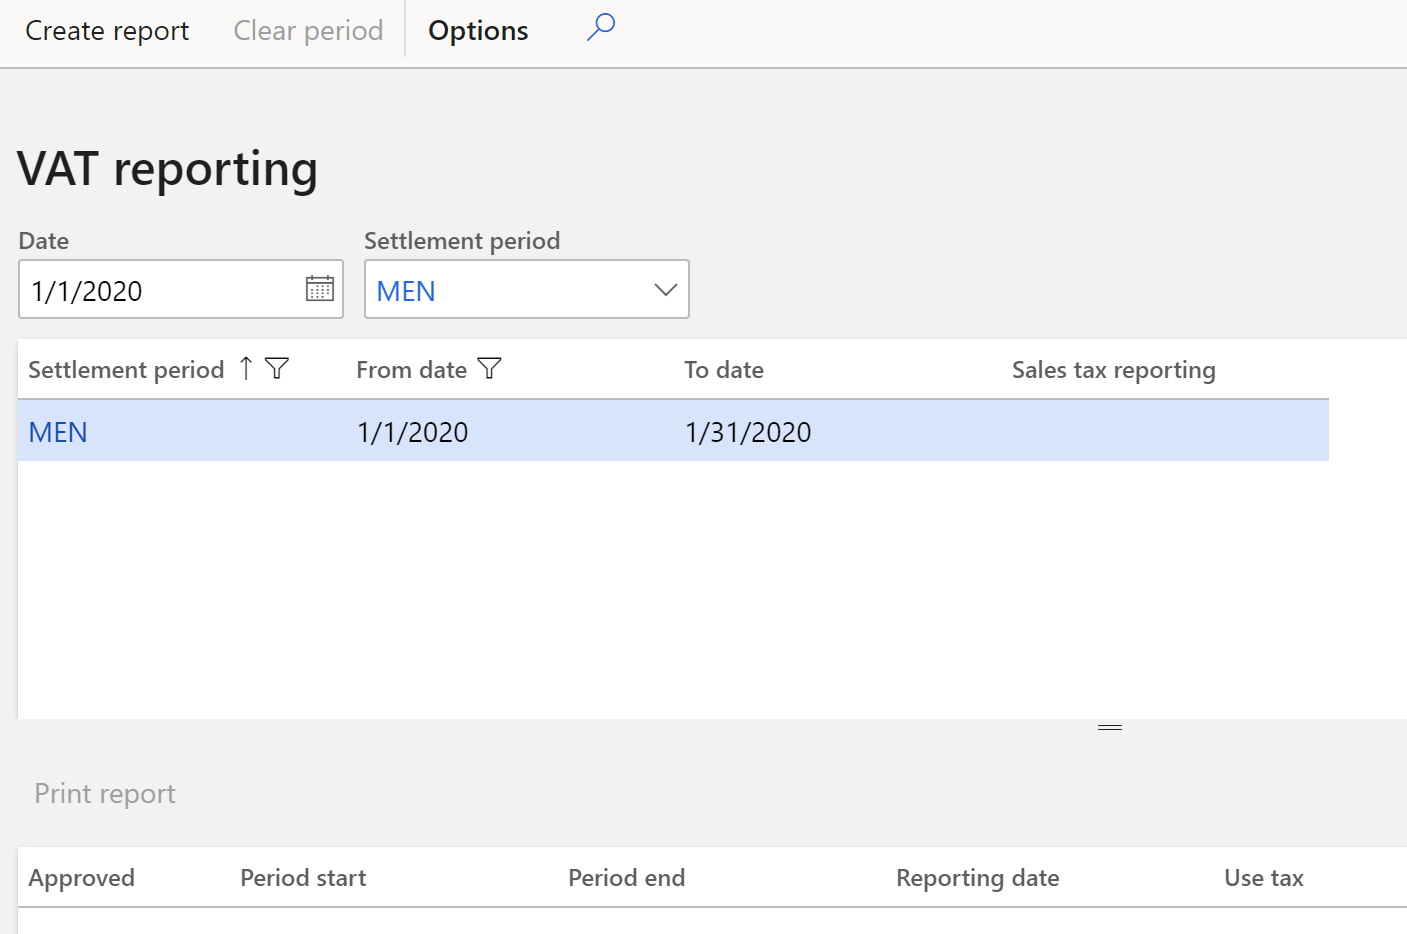 Create report Clear period Options
VAT reporting
Date Settlement period
1/1/2020 MEN
Settlement period From date To date Sales tax reporting
MEN 1/1/2020 1/31/2020
Print report
Approved Period start Period end Reporting date Use tax